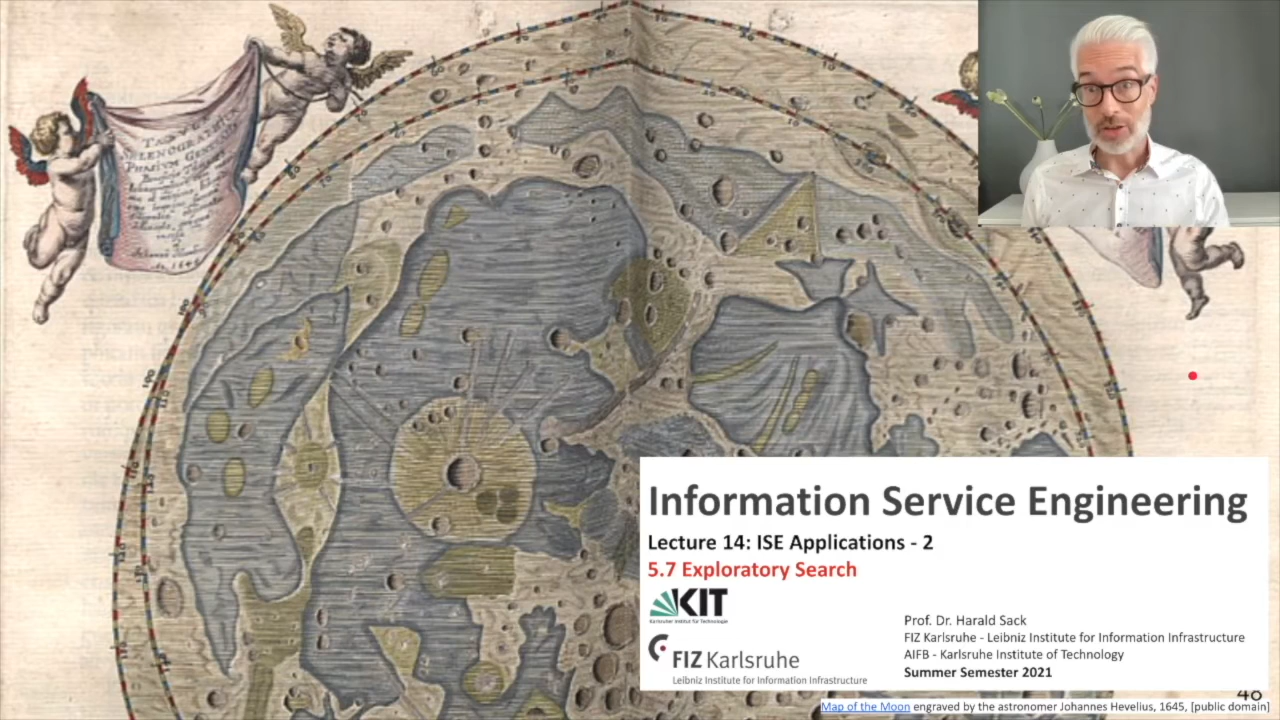 Information Service Engineering
Lecture 14: ISE Applications - 2
5.7 Exploratory Search
KIT
Karlsruher Institut für Technologie
FIZ Karlsruhe
Leibniz Institute for Information Infrastructure
Prof. Dr. Harald Sack
FIZ Karlsruhe - Leibniz Institute for Information Infrastructure
AIFB - Karlsruhe Institute of Technology
Summer Semester 2021
Map of the Moon engraved by the astronomer Johannes Hevelius, 1645, [public domain]